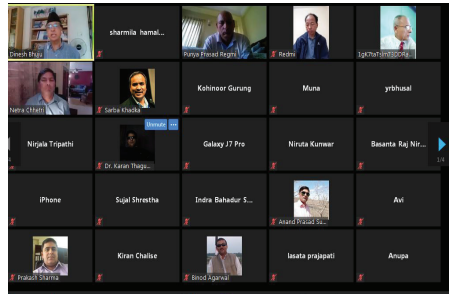 Dinesh Bhuju
sharmila hamal...
Punya Prasad Regmi
Redmi
Netra Chhetri
Sarba Khadka
Kohinoor Gurung
Muna
yrbhusal
Nirjala Tripathi
Unmute ...
Dr. Karan Thagu...
Galaxy J7 Pro
Niruta Kunwar
Basanta Raj Nir...
1/4
iPhone
Sujal Shrestha
Indra Bahadur S...
Anand Prasad Su...
Avi
Prakash Sharma
Kiran Chalise
Binod Agarwal
lasata prajapati
Anupa